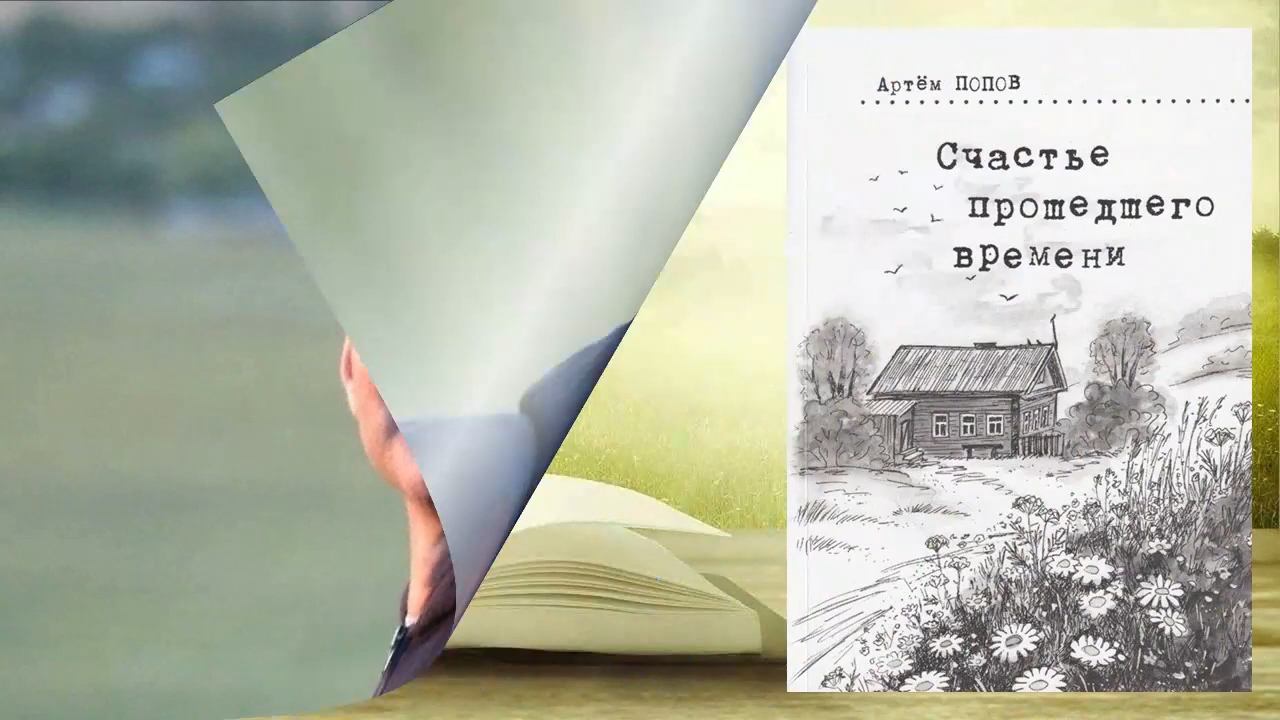 Артём ПОПОВ
Счастье
прошедшего
времени